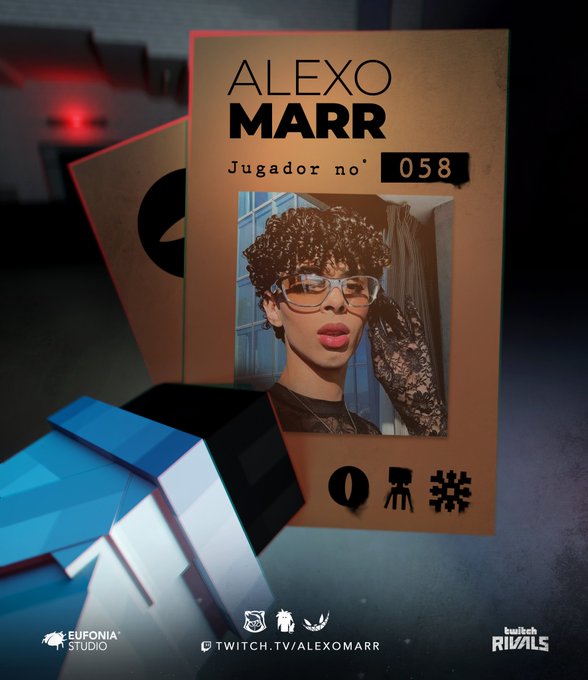 ALEXO
MARR
Jugador no° 058
EUFONIA®
STUDIO
TWITCH.TV/ALEXOMARR
twitch
RIVALS